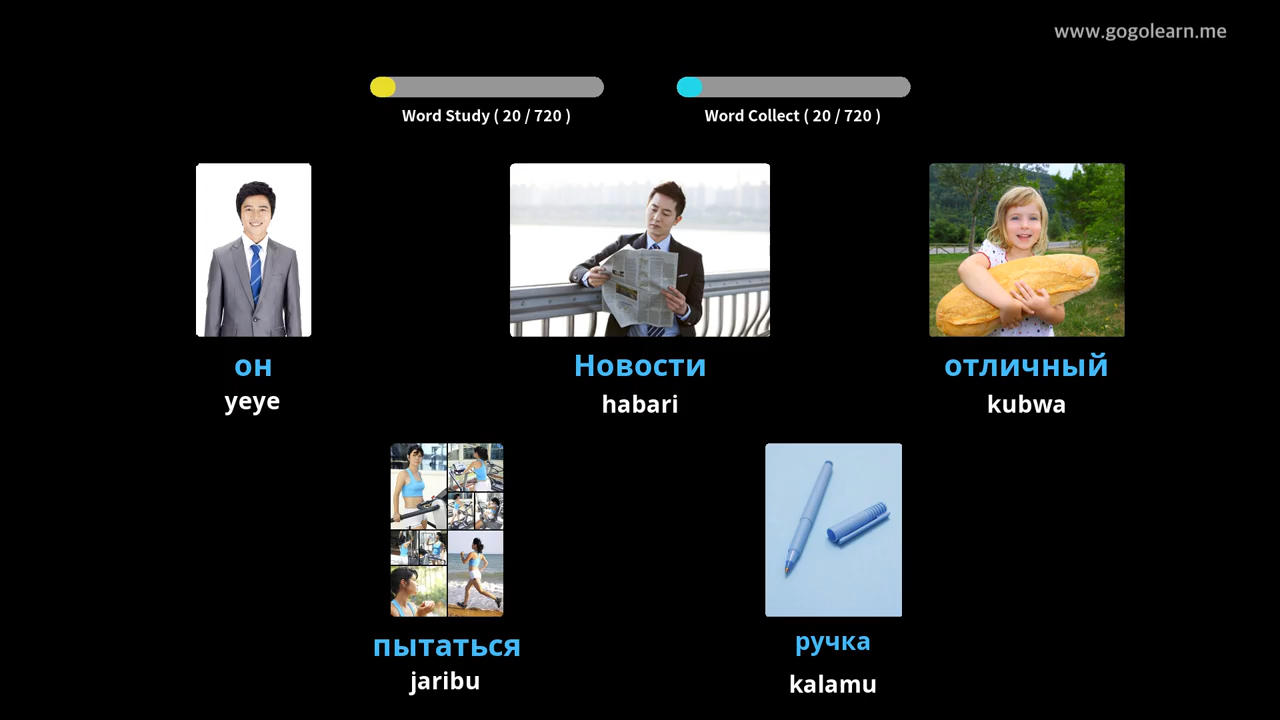 www.gogolearn.me
Word Study ( 20 / 720 )
Word Collect ( 20 / 720 )
он
yeye
Новости
habari
отличный
kubwa
пытаться
jaribu
ручка
kalamu